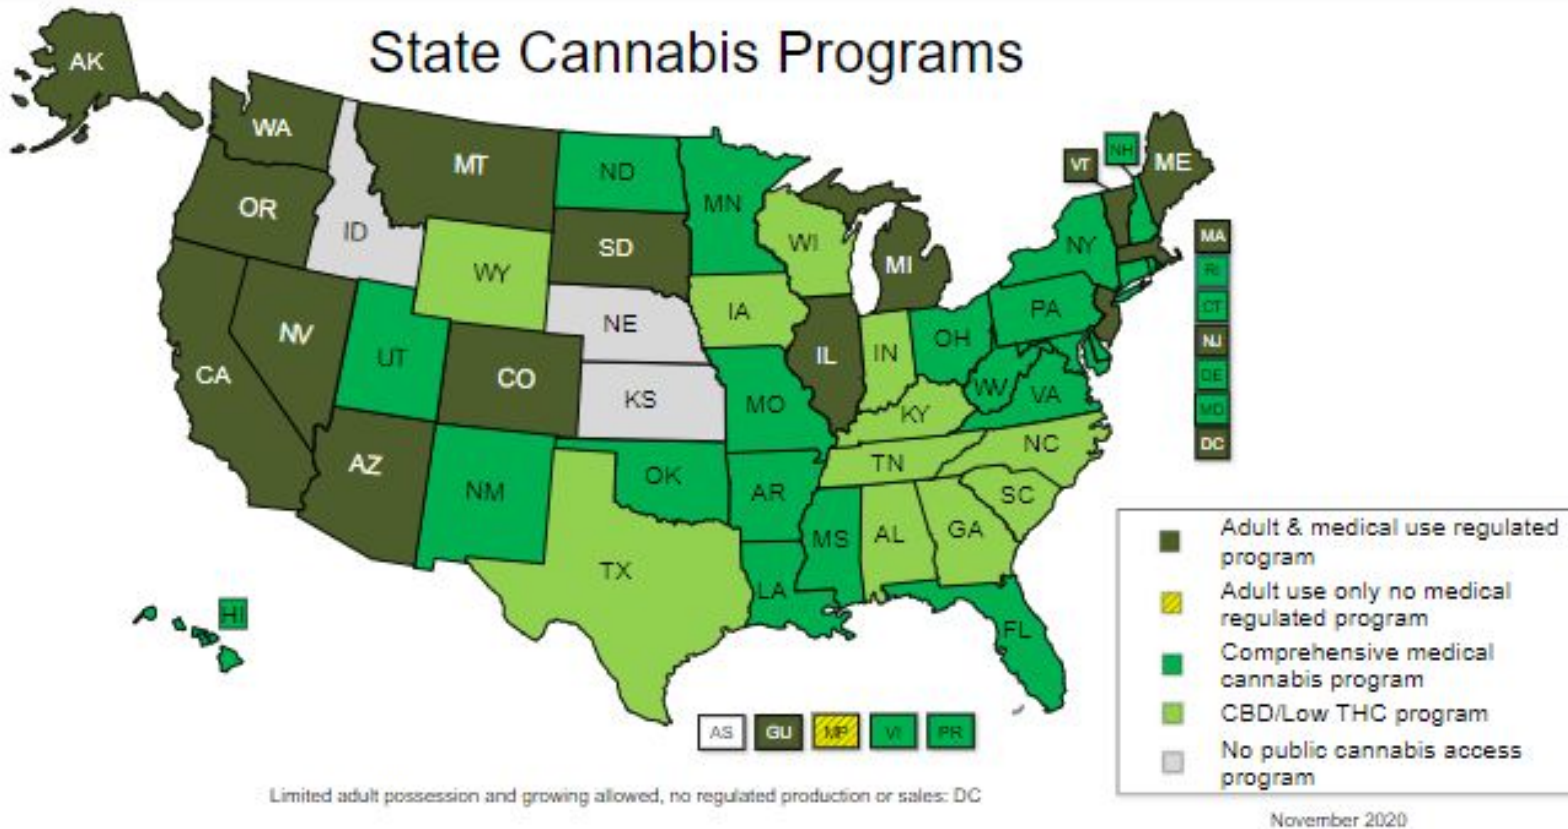 State Cannabis Programs
AK
WA
MT
ND
MN
VT
NH
ME
OR
ID
SD
WI
MI
NY
MA
WY
RI
IA
CT
NE
PA
NV
OH
IL
IN
NJ
UT
CA
CO
DE
KS
MO
WV
VA
MD
KY
DC
AZ
NC
TN
OK
NM
AR
SC
MS
AL
GA
TX
LA
HI
FL
AS
GU
MP
VI
PR
Adult & medical use regulated
program
Adult use only no medical
regulated program
Comprehensive medical
cannabis program
CBD/Low THC program
No public cannabis access
program
Limited adult possession and growing allowed, no regulated production or sales: DC
November 2020